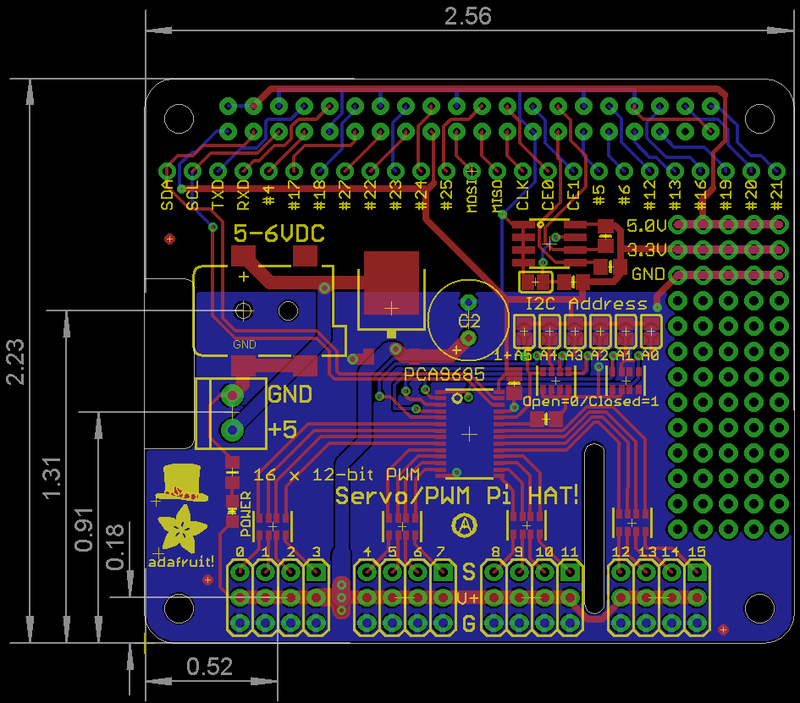 2.56
SDA SCL TXD RXD #4 #17 #18 #27 #22 #23 #24 #25 MOSI MISO CLK CE0 CE1 #5 #6 #12 #13 #16 #19 #20 #21
5-6VDC
5.0V
3.3V
GND
+
I2C Address
C2
GND
+
1+A5 A4 A3 A2 A1 A0
PCA9685
GND
Open=0/Closed=1
+5
16 x 12-bit PWM
Servo/PWM Pi HAT!
POWER
A
adafruit!
0 2 3 4 5 6 7 8 9 10 11 12 13 14 15
S
V+
G
2.23
1.31
0.91
0.18
0.52